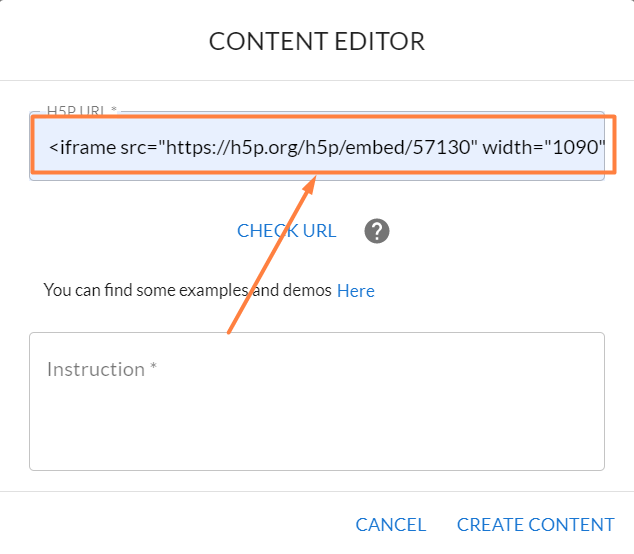 CONTENT EDITOR
H5P URL *
<iframe src="https://h5p.org/h5p/embed/57130" width="1090"
CHECK URL ?
You can find some examples and demos Here
Instruction *
CANCEL CREATE CONTENT